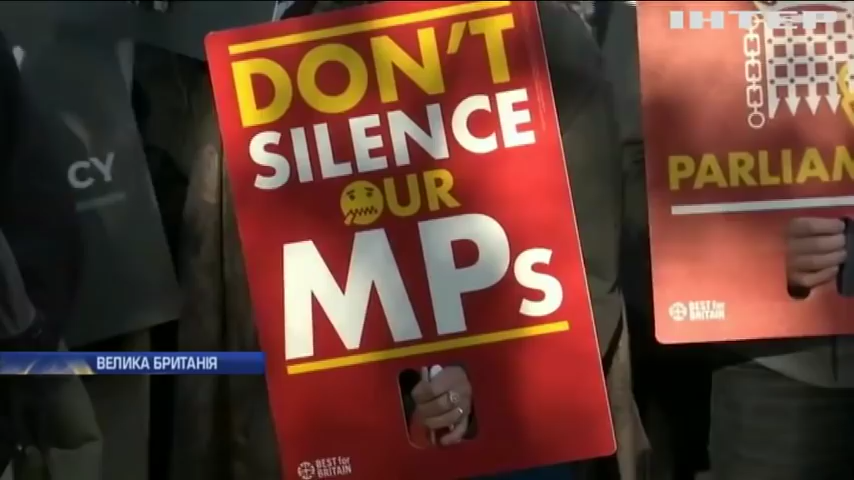 ІНТЕР
DON'T
SILENCE
OUR
MPs
BEST for
BRITAIN
CY
PARLIAM
BEST FOR
BRITAIN
ВЕЛИКА БРИТАНІЯ